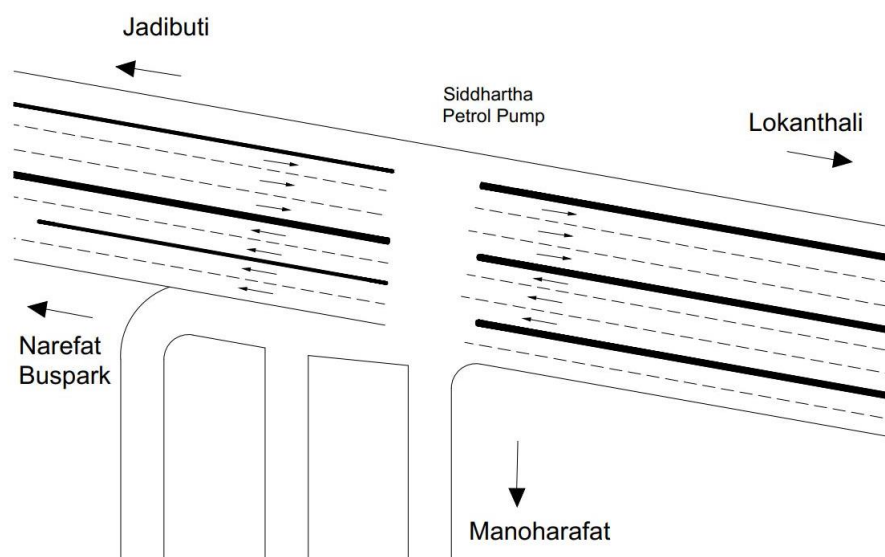 Jadibuti
Siddhartha
Petrol Pump
Lokanthali
Narefat
Buspark
Manoharafat